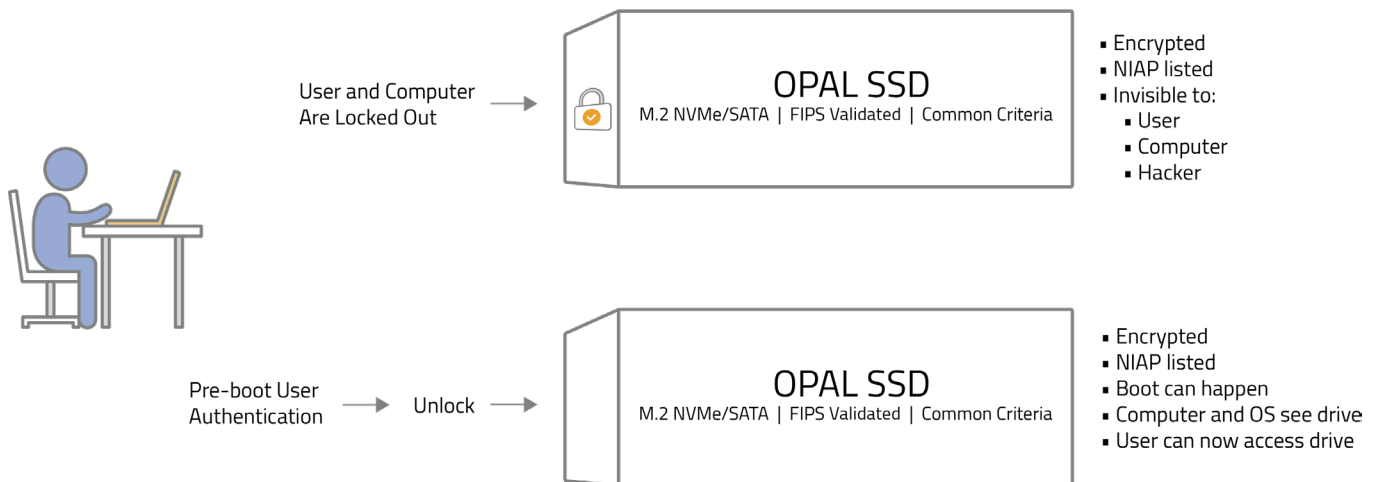 User and Computer
Are Locked Out
OPAL SSD
M.2 NVMe/SATA | FIPS Validated | Common Criteria
▪ Encrypted
▪ NIAP listed
▪ Invisible to:
▪ User
▪ Computer
▪ Hacker
Pre-boot User
Authentication
Unlock
OPAL SSD
M.2 NVMe/SATA | FIPS Validated | Common Criteria
▪ Encrypted
▪ NIAP listed
▪ Boot can happen
▪ Computer and OS see drive
▪ User can now access drive